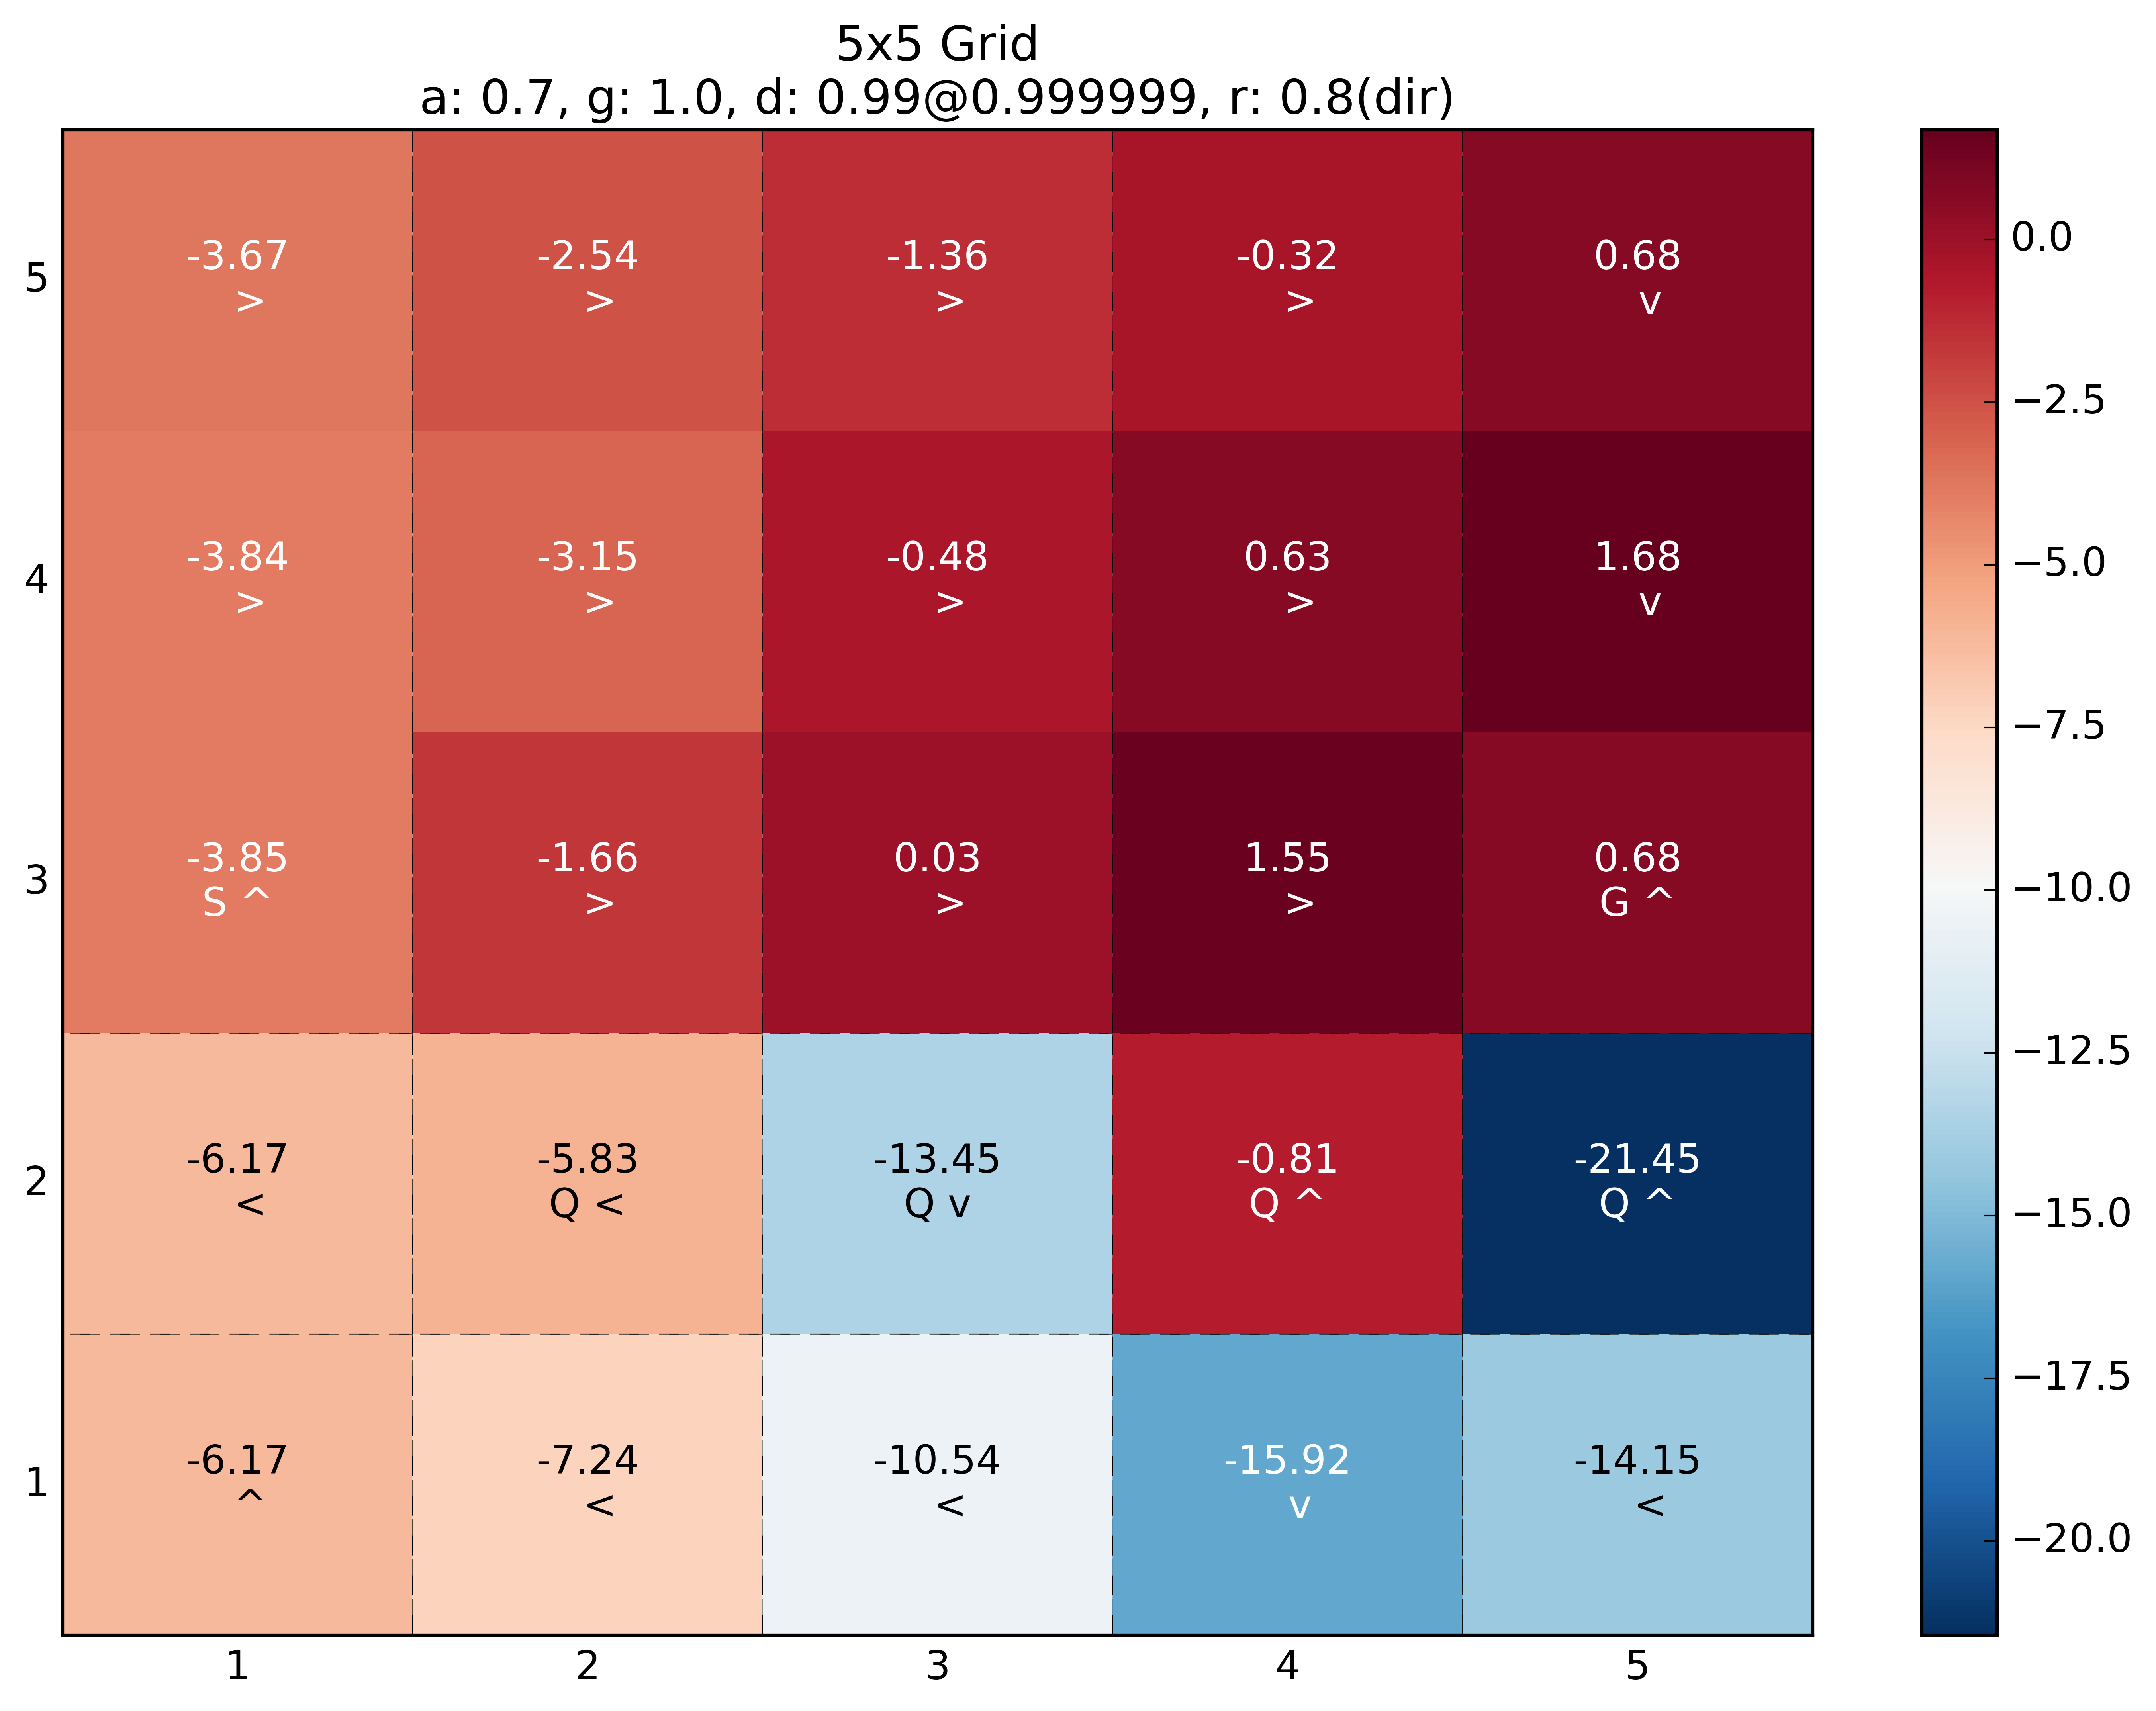 5x5 Grid
a: 0.7, g: 1.0, d: 0.99@0.999999, r: 0.8(dir)
5 -3.67 -2.54 -1.36 -0.32 0.68
> > > > v
4 -3.84 -3.15 -0.48 0.63 1.68
> > > > v
3 -3.85 -1.66 0.03 1.55 0.68
S ^ > > > G ^
2 -6.17 -5.83 -13.45 -0.81 -21.45
< Q < Q v Q ^ Q ^
1 -6.17 -7.24 -10.54 -15.92 -14.15
^ < < v <
1 2 3 4 5
0.0
−2.5
−5.0
−7.5
−10.0
−12.5
−15.0
−17.5
−20.0